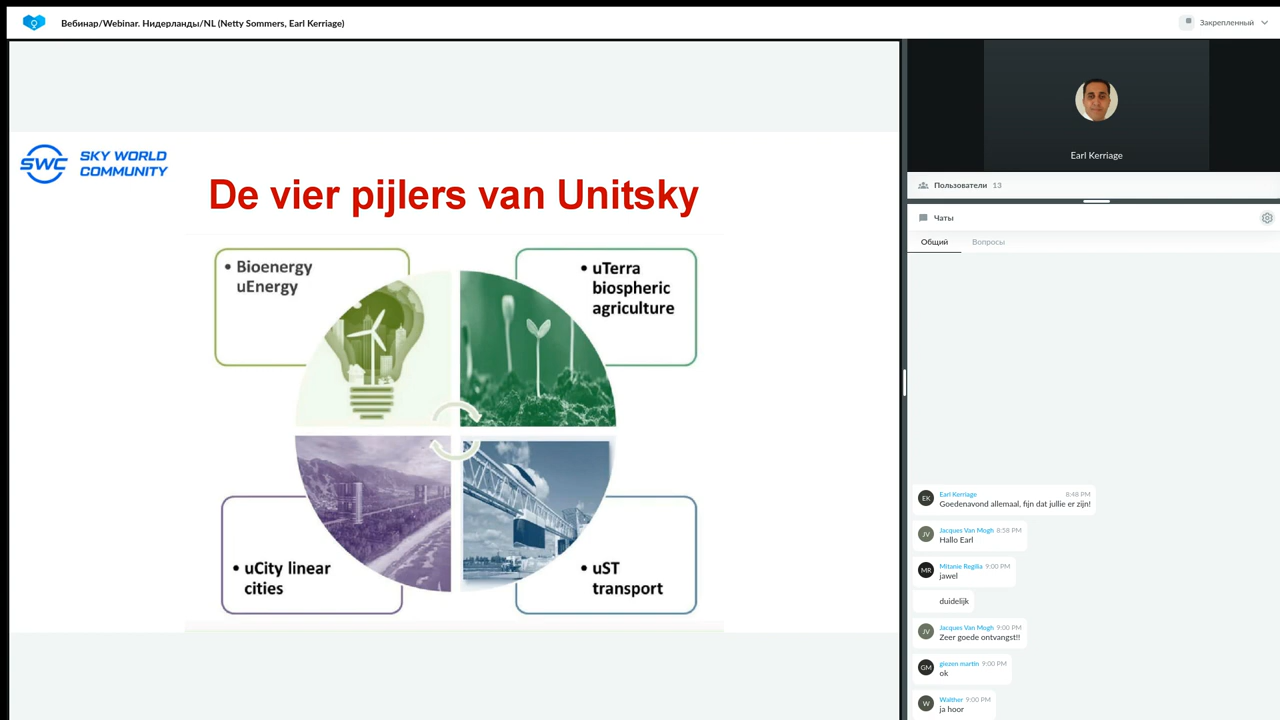 Вебинар/Webinar. Нидерланды/NL (Netty Sommers, Earl Kerriage)
Закрепленный
SWC SKY WORLD
COMMUNITY
De vier pijlers van Unitsky
• Bioenergy
uEnergy
• uTerra
biospheric
agriculture
• uCity linear
cities
• uST
transport
Earl Kerriage
Пользователи 13
Чаты
Общий Вопросы
EK Earl Kerriage 8:48 PM
Goedenavond allemaal, fijn dat jullie er zijn!
JV Jacques Van Mogh 8:58 PM
Hallo Earl
MR Mitanie Regilia 9:00 PM
jawel
duidelijk
JV Jacques Van Mogh 9:00 PM
Zeer goede ontvangst!!
GM giezen martin 9:00 PM
ok
W Walther 9:00 PM
ja hoor